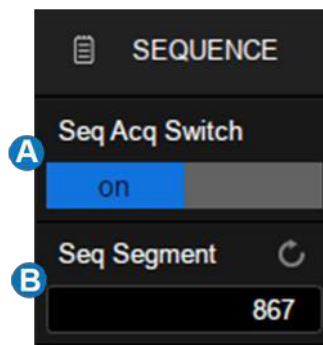 SEQUENCE
A
Seq Acq Switch
on
B
Seq Segment
867